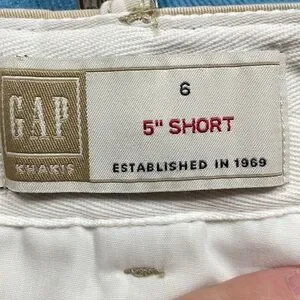 GAP
KHAKIS
6
5" SHORT
ESTABLISHED IN 1969